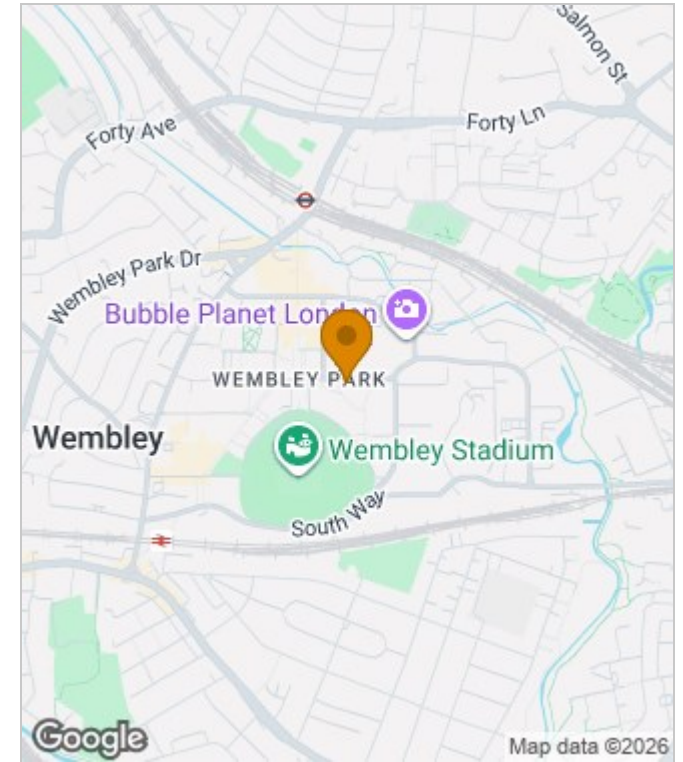 Salmon St
Forty Ave
Forty Ln
Wembley Park Dr
Bubble Planet London
WEMBLEY PARK
Wembley
Wembley Stadium
South Way
Google
Map data ©2026